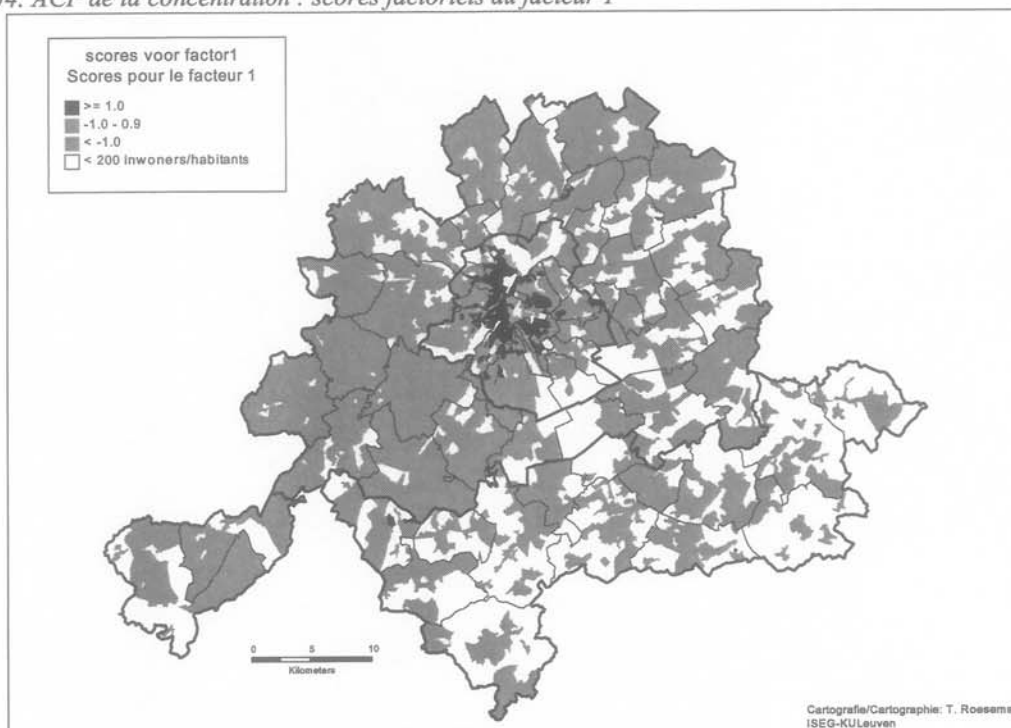 4. ACP de la concentration : scores factoriels du facteur 1
scores voor factor1
Scores pour le facteur 1
>= 1.0
-1.0 - 0.9
< -1.0
< 200 inwoners/habitants
0 5 10
Kilometers
Cartografie/Cartographie: T. Roesems
ISEG-KULeuven